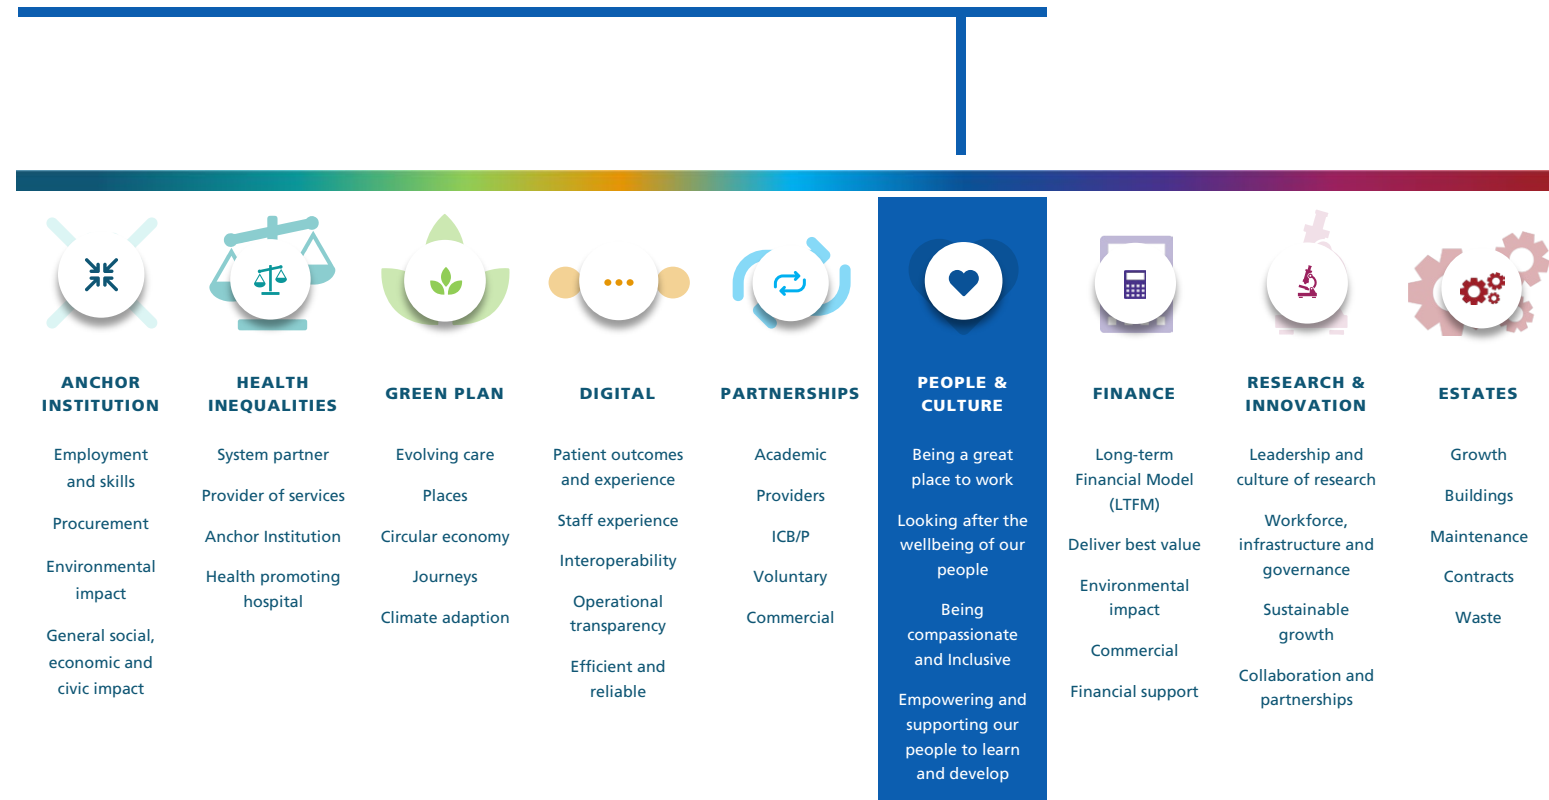 ANCHOR
INSTITUTION
Employment
and skills
Procurement
Environmental
impact
General social,
economic and
civic impact
HEALTH
INEQUALITIES
System partner
Provider of services
Anchor Institution
Health promoting
hospital
GREEN PLAN
Evolving care
Places
Circular economy
Journeys
Climate adaption
DIGITAL
Patient outcomes
and experience
Staff experience
Interoperability
Operational
transparency
Efficient and
reliable
PARTNERSHIPS
Academic
Providers
ICB/P
Voluntary
Commercial
PEOPLE &
CULTURE
Being a great
place to work
Looking after the
wellbeing of our
people
Being
compassionate
and Inclusive
Empowering and
supporting our
people to learn
and develop
FINANCE
Long-term
Financial Model
(LTFM)
Deliver best value
Environmental
impact
Commercial
Financial support
RESEARCH &
INNOVATION
Leadership and
culture of research
Workforce,
infrastructure and
governance
Sustainable
growth
Collaboration and
partnerships
ESTATES
Growth
Buildings
Maintenance
Contracts
Waste